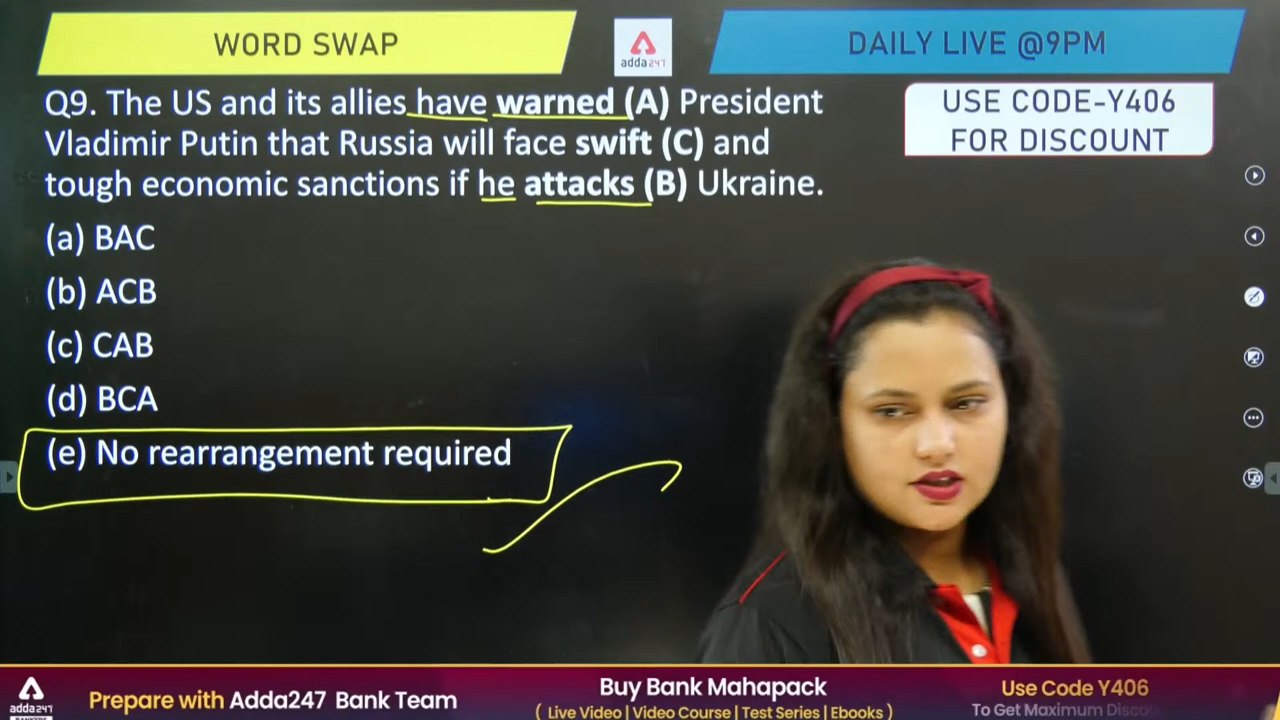 WORD SWAP
adda247
DAILY LIVE @9PM
Q9. The US and its allies have warned (A) President
Vladimir Putin that Russia will face swift (C) and
tough economic sanctions if he attacks (B) Ukraine.
USE CODE-Y406
FOR DISCOUNT
(a) BAC
(b) ACB
(c) CAB
(d) BCA
(e) No rearrangement required
adda247
Prepare with Adda247 Bank Team
Buy Bank Mahapack
( Live Video | Video Course | Test Series | Ebooks )
Use Code Y406
To Get Maximum